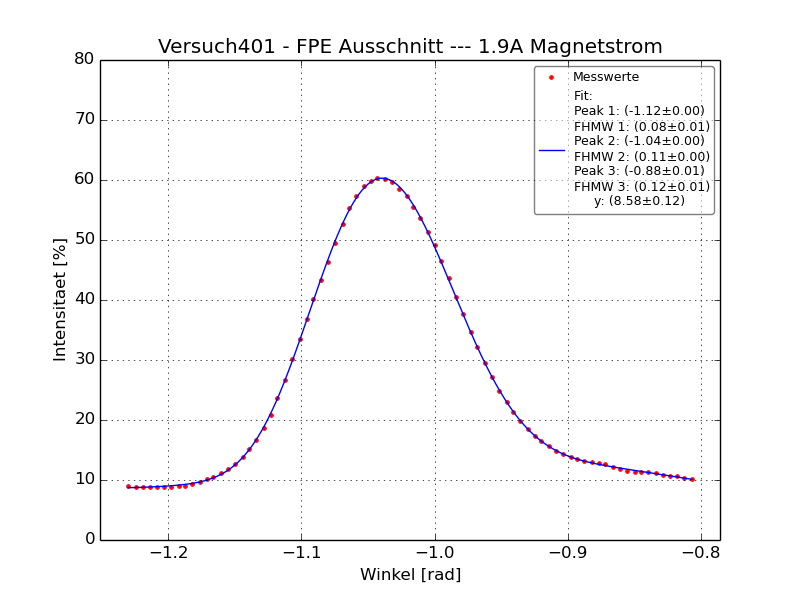 Versuch401 - FPE Ausschnitt --- 1.9A Magnetstrom
80
70
60
50
40
30
20
10
0
Intensitaet [%]
Messwerte
Fit:
Peak 1: (-1.12±0.00)
FHMW 1: (0.08±0.01)
Peak 2: (-1.04±0.00)
FHMW 2: (0.11±0.00)
Peak 3: (-0.88±0.01)
FHMW 3: (0.12±0.01)
y: (8.58±0.12)
−1.2 −1.1 −1.0 −0.9 −0.8
Winkel [rad]